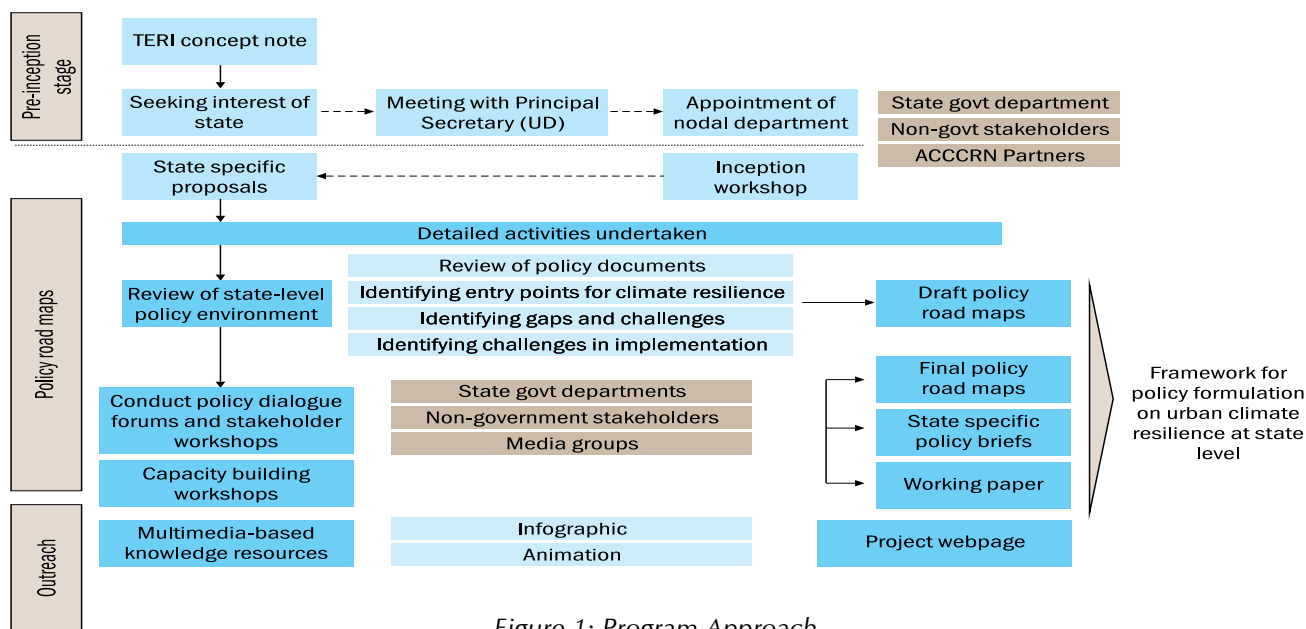 Pre-inception
stage
TERI concept note
Seeking interest of
state
Meeting with Principal
Secretary (UD)
Appointment of
nodal department
State govt department
Non-govt stakeholders
ACCCRN Partners
State specific
proposals
Inception
workshop
Policy road maps
Detailed activities undertaken
Review of state-level
policy environment
Review of policy documents
Identifying entry points for climate resilience
Identifying gaps and challenges
Identifying challenges in implementation
Draft policy
road maps
Conduct policy dialogue
forums and stakeholder
workshops
State govt departments
Non-government stakeholders
Media groups
Final policy
road maps
State specific
policy briefs
Working paper
Capacity building
workshops
Framework for
policy formulation
on urban climate
resilience at state
level
Outreach
Multimedia-based
knowledge resources
Infographic
Animation
Project webpage
Figure 1: Program Approach